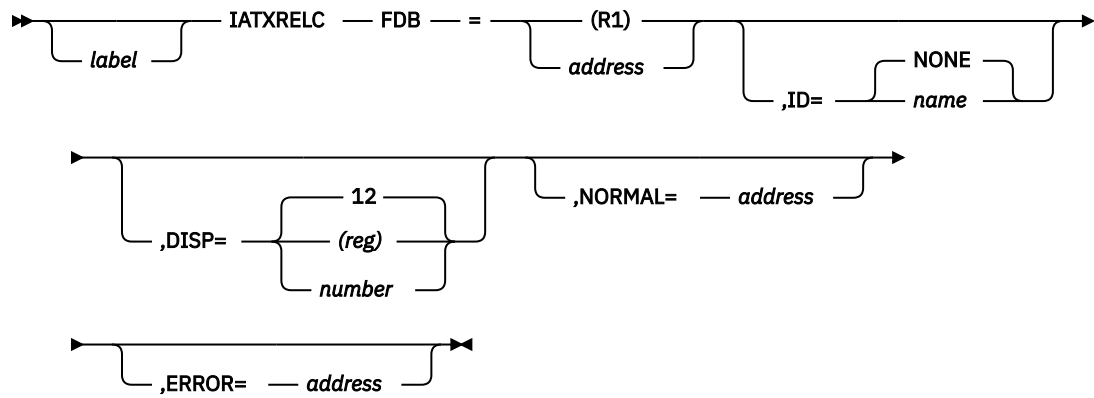 IATXRELC FDB = (R1)
label address
NONE
,ID= name
12
,NORMAL= address
,DISP= (reg)
number
,ERROR= address